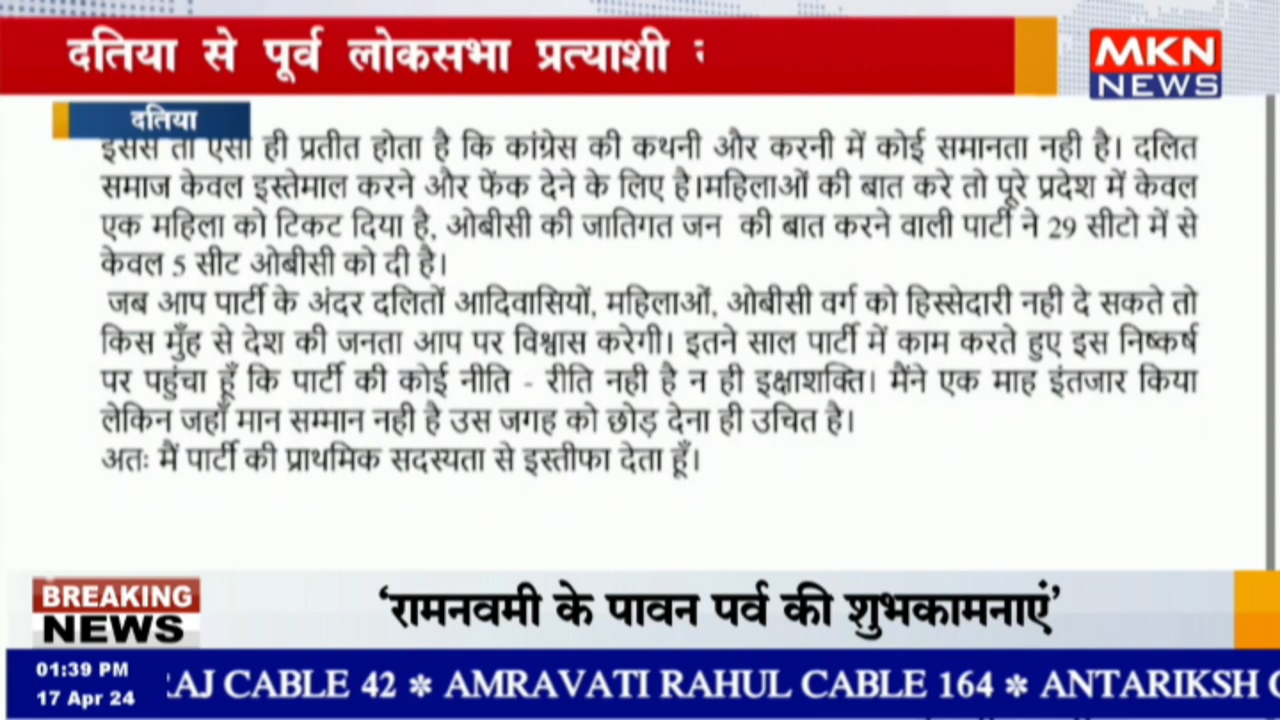 दतिया से पूर्व लोकसभा प्रत्याशी
MKN
NEWS
दतिया
इससे तो ऐसा ही प्रतीत होता है कि कांग्रेस की कथनी और करनी में कोई समानता नही है। दलित
समाज केवल इस्तेमाल करने और फेंक देने के लिए है।महिलाओं की बात करे तो पूरे प्रदेश में केवल
एक महिला को टिकट दिया है, ओबीसी की जातिगत जन की बात करने वाली पार्टी ने 29 सीटो में से
केवल 5 सीट ओबीसी को दी है।
जब आप पार्टी के अंदर दलितों आदिवासियों, महिलाओं, ओबीसी वर्ग को हिस्सेदारी नही दे सकते तो
किस मुँह से देश की जनता आप पर विश्वास करेगी। इतने साल पार्टी में काम करते हुए इस निष्कर्ष
पर पहुंचा हूँ कि पार्टी की कोई नीति - रीति नही है न ही इक्षाशक्ति। मैंने एक माह इंतजार किया
लेकिन जहाँ मान सम्मान नही है उस जगह को छोड़ देना ही उचित है।
अतः मैं पार्टी की प्राथमिक सदस्यता से इस्तीफा देता हूँ।
BREAKING
NEWS
‘रामनवमी के पावन पर्व की शुभकामनाएं’
01:39 PM
17 Apr 24
AJ CABLE 42 * AMRAVATI RAHUL CABLE 164 * ANTARIKSH